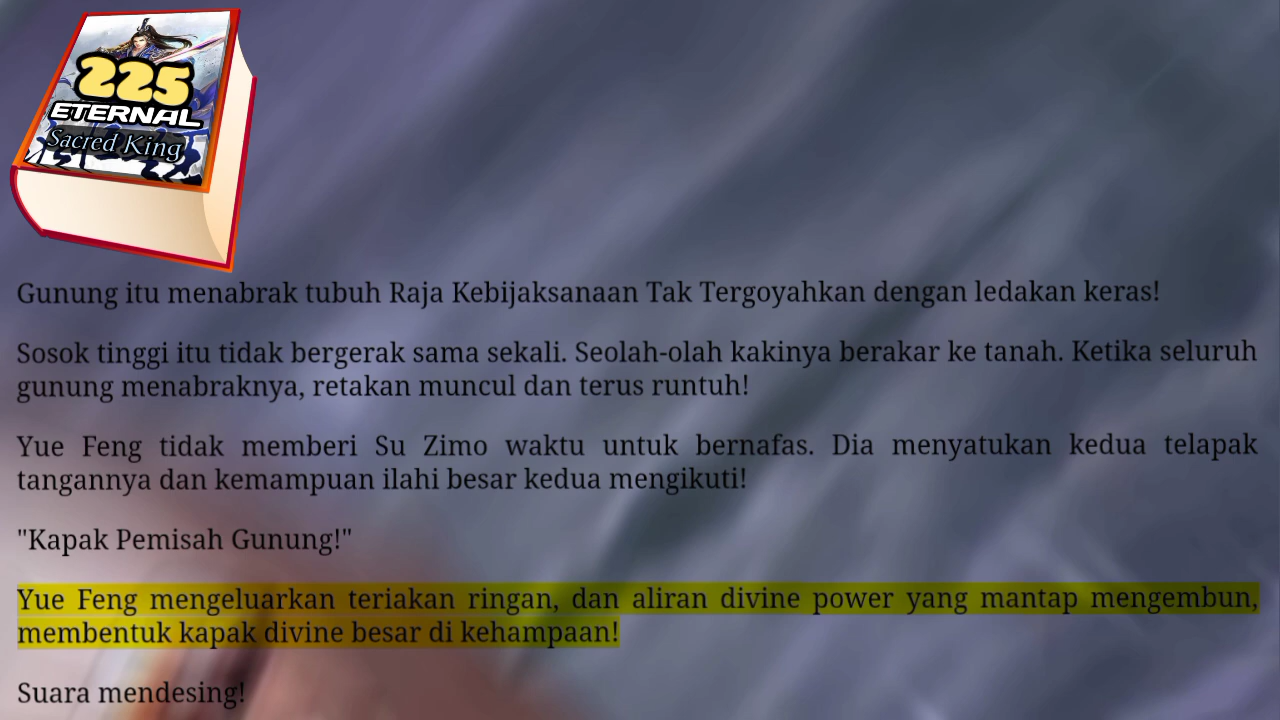 225
ETERNAL
Sacred King
Gunung itu menabrak tubuh Raja Kebijaksanaan Tak Tergoyahkan dengan ledakan keras!
Sosok tinggi itu tidak bergerak sama sekali. Seolah-olah kakinya berakar ke tanah. Ketika seluruh
gunung menabraknya, retakan muncul dan terus runtuh!
Yue Feng tidak memberi Su Zimo waktu untuk bernafas. Dia menyatukan kedua telapak
tangannya dan kemampuan ilahi besar kedua mengikuti!
"Kapak Pemisah Gunung!"
Yue Feng mengeluarkan teriakan ringan, dan aliran divine power yang mantap mengembun,
membentuk kapak divine besar di kehampaan!
Suara mendesing!